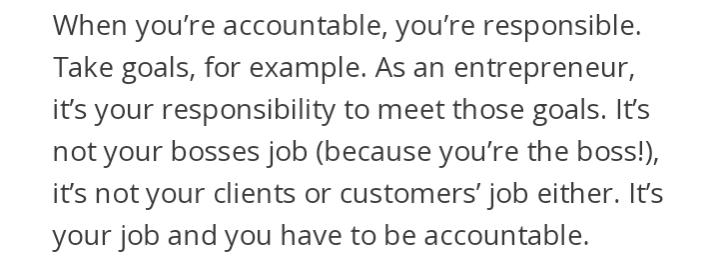 When you’re accountable, you’re responsible.
Take goals, for example. As an entrepreneur,
it’s your responsibility to meet those goals. It’s
not your bosses job (because you’re the boss!),
it’s not your clients or customers’ job either. It’s
your job and you have to be accountable.